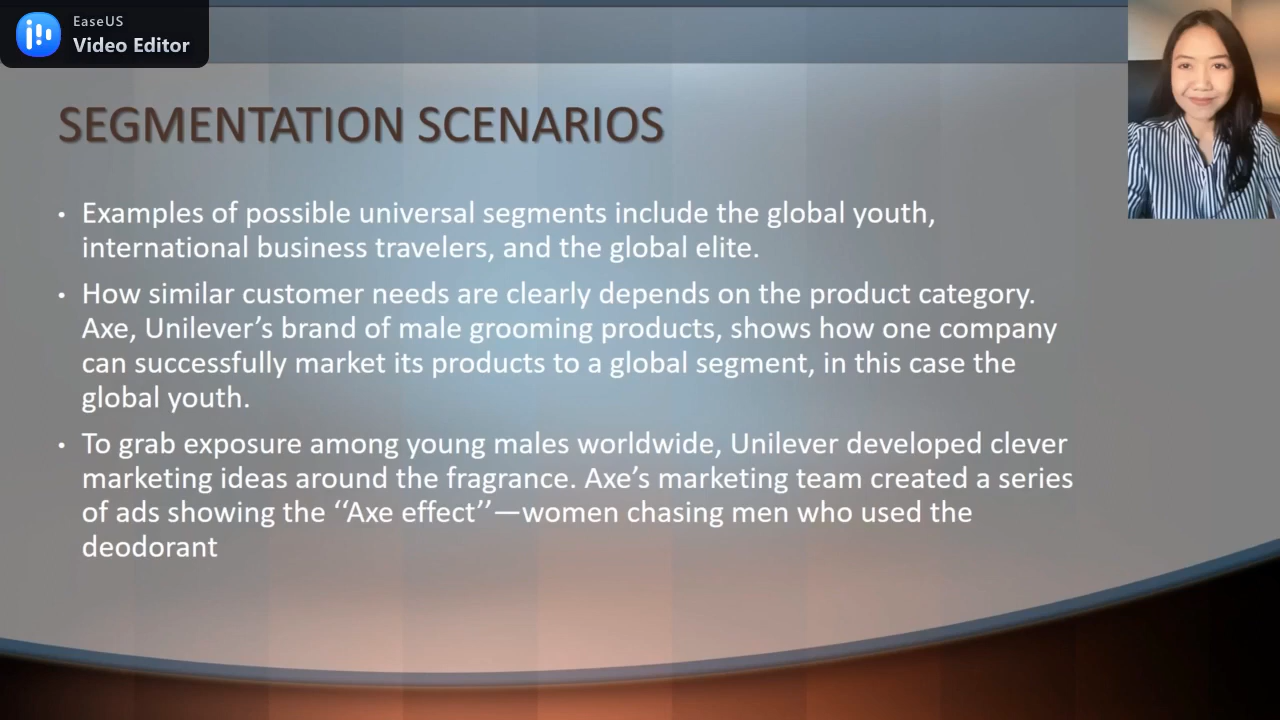 EaseUS
Video Editor
SEGMENTATION SCENARIOS
• Examples of possible universal segments include the global youth,
international business travelers, and the global elite.
• How similar customer needs are clearly depends on the product category.
Axe, Unilever’s brand of male grooming products, shows how one company
can successfully market its products to a global segment, in this case the
global youth.
• To grab exposure among young males worldwide, Unilever developed clever
marketing ideas around the fragrance. Axe’s marketing team created a series
of ads showing the ‘‘Axe effect’’—women chasing men who used the
deodorant